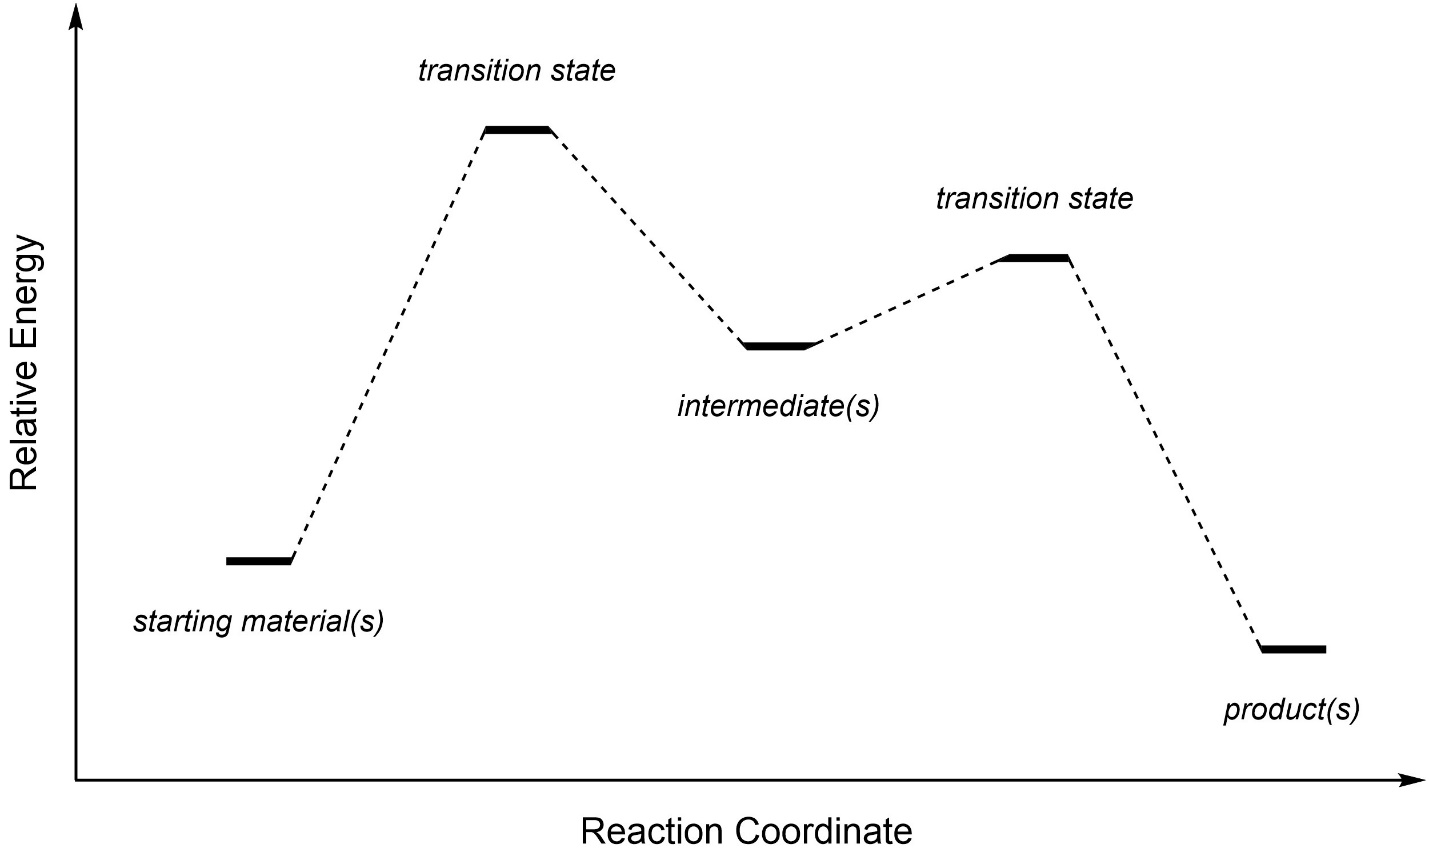 transition state
transition state
Relative Energy
intermediate(s)
starting material(s)
product(s)
Reaction Coordinate